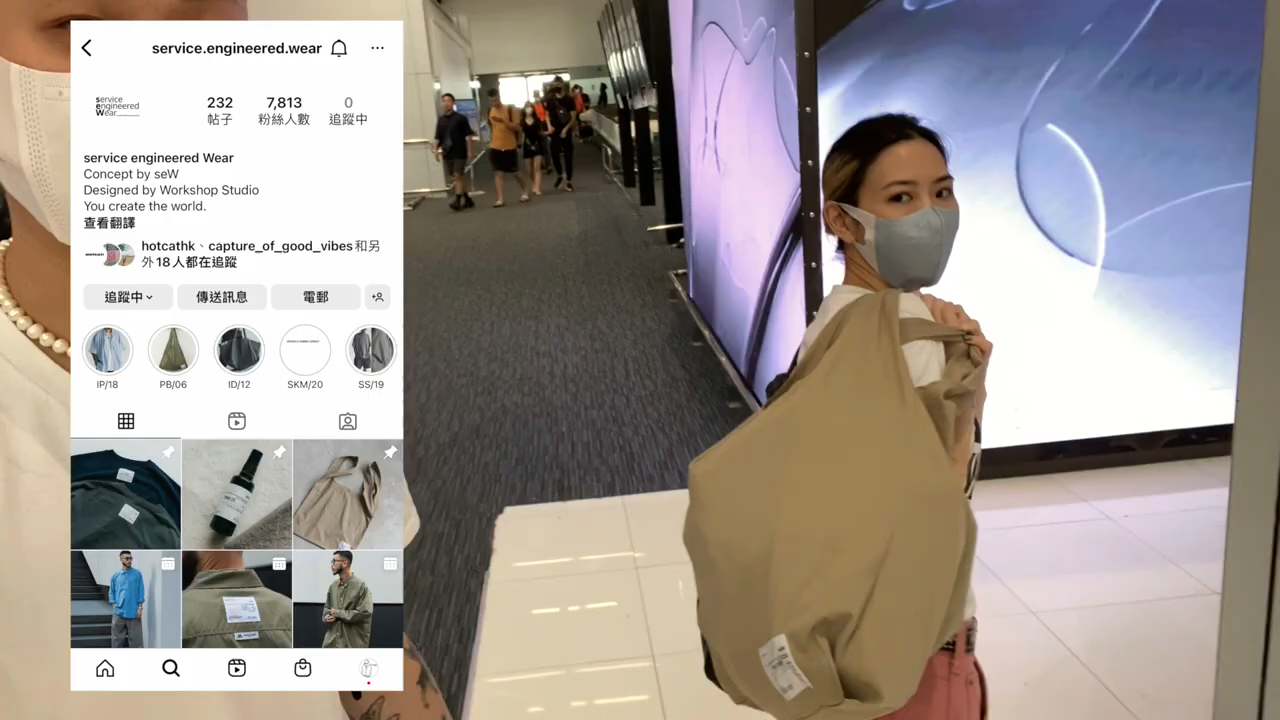 service.engineered.wear
service
engineered
Wear
232
7,813
0
帖子
粉絲人數
追蹤中
service engineered Wear
Concept by seW
Designed by Workshop Studio
You create the world.
查看翻譯
hotcathk、capture_of_good_vibes和另
外18人都在追蹤
追蹤中
傳送訊息
電郵
IP/18
PB/06
ID/12
SKM/20
SS/19